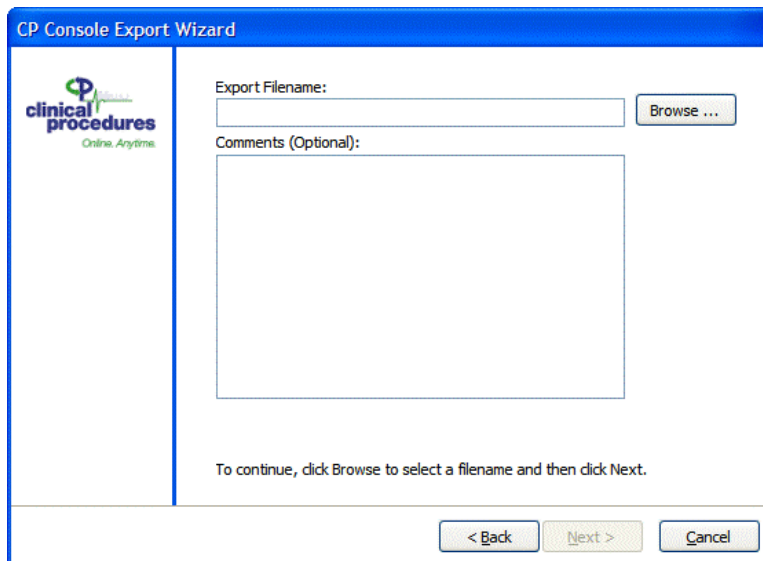 CP Console Export Wizard
CP
clinical
procedures
Online. Anytime.
Export Filename:
Browse ...
Comments (Optional):
To continue, click Browse to select a filename and then click Next.
< Back
Next >
Cancel